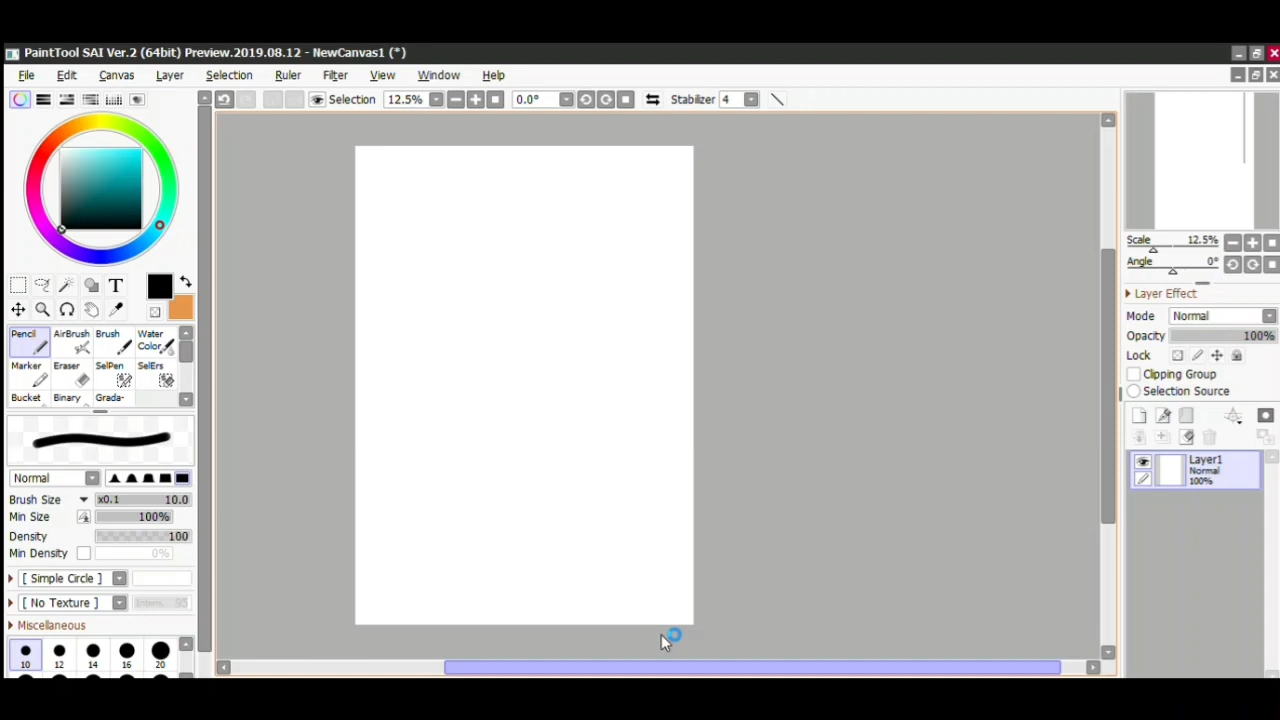 PaintTool SAI Ver.2 (64bit) Preview.2019.08.12 - NewCanvas1 (*)
File Edit Canvas Layer Selection Ruler Filter View Window Help
Selection 12.5% 0.0° Stabilizer 4
Scale 12.5%
Angle 0°
Layer Effect
Mode Normal
Opacity 100%
Lock
Clipping Group
Selection Source
Layer1
Normal
100%
T
Pencil AirBrush Brush Water Color
Marker Eraser SelPen SelErs
Bucket Binary Grada-
Normal
Brush Size x0.1 10.0
Min Size 100%
Density 100
Min Density 0%
[ Simple Circle ]
[ No Texture ] Intens. 95
Miscellaneous
10 12 14 16 20